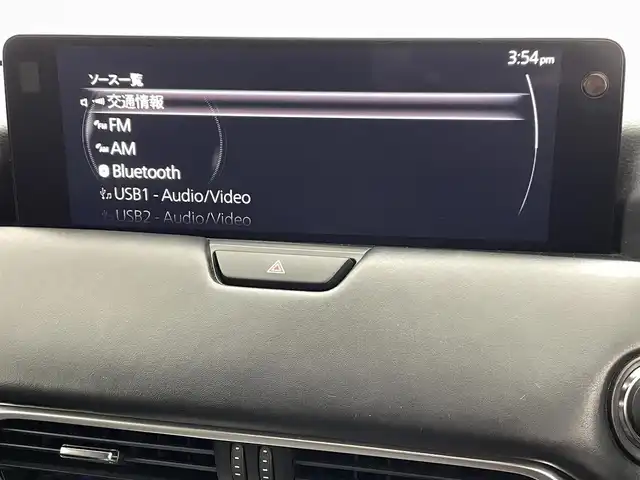 3:54pm
ソース一覧
交通情報
FM
AM
Bluetooth
USB1 - Audio/Video
USB2 - Audio/Video